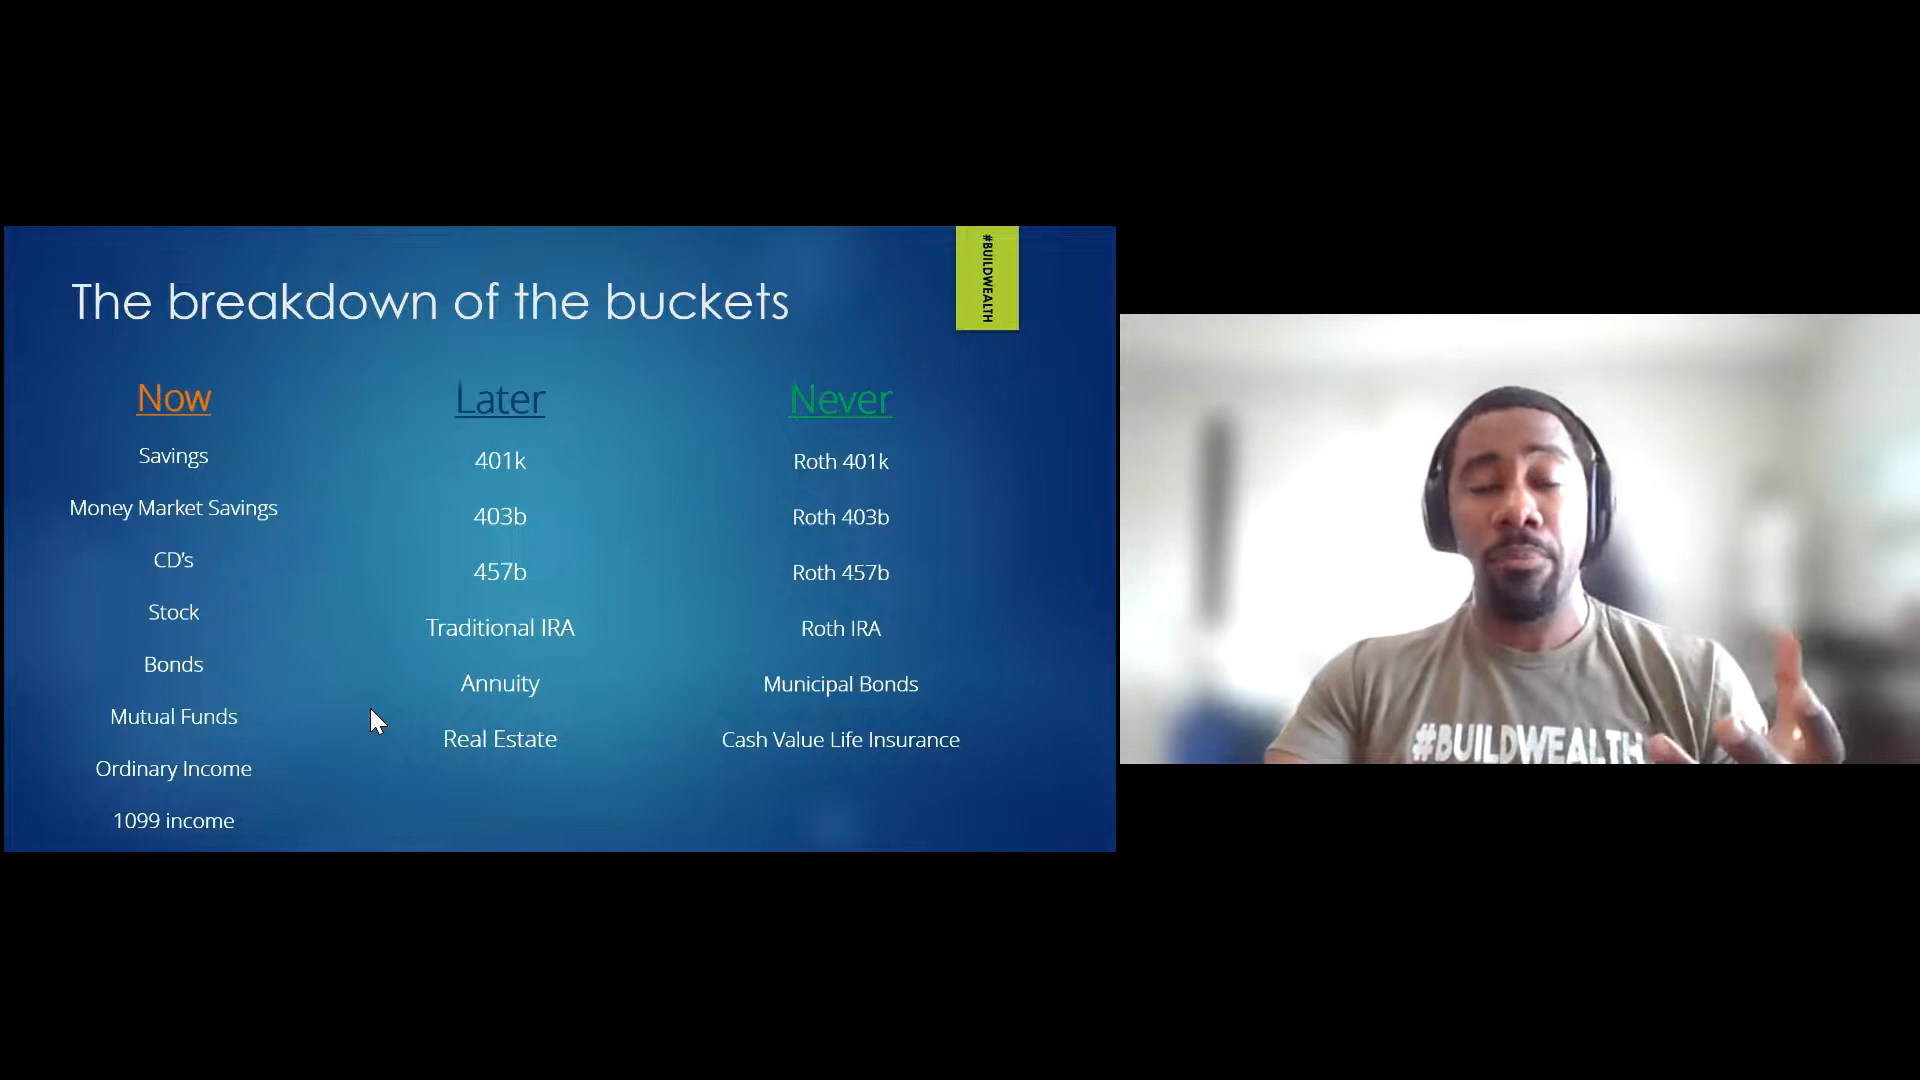 The breakdown of the buckets
#BUILDWEALTH
Now
Savings
Money Market Savings
CD's
Stock
Bonds
Mutual Funds
Ordinary Income
1099 income
Later
401k
403b
457b
Traditional IRA
Annuity
Real Estate
Never
Roth 401k
Roth 403b
Roth 457b
Roth IRA
Municipal Bonds
Cash Value Life Insurance
#BUILDWEALTH